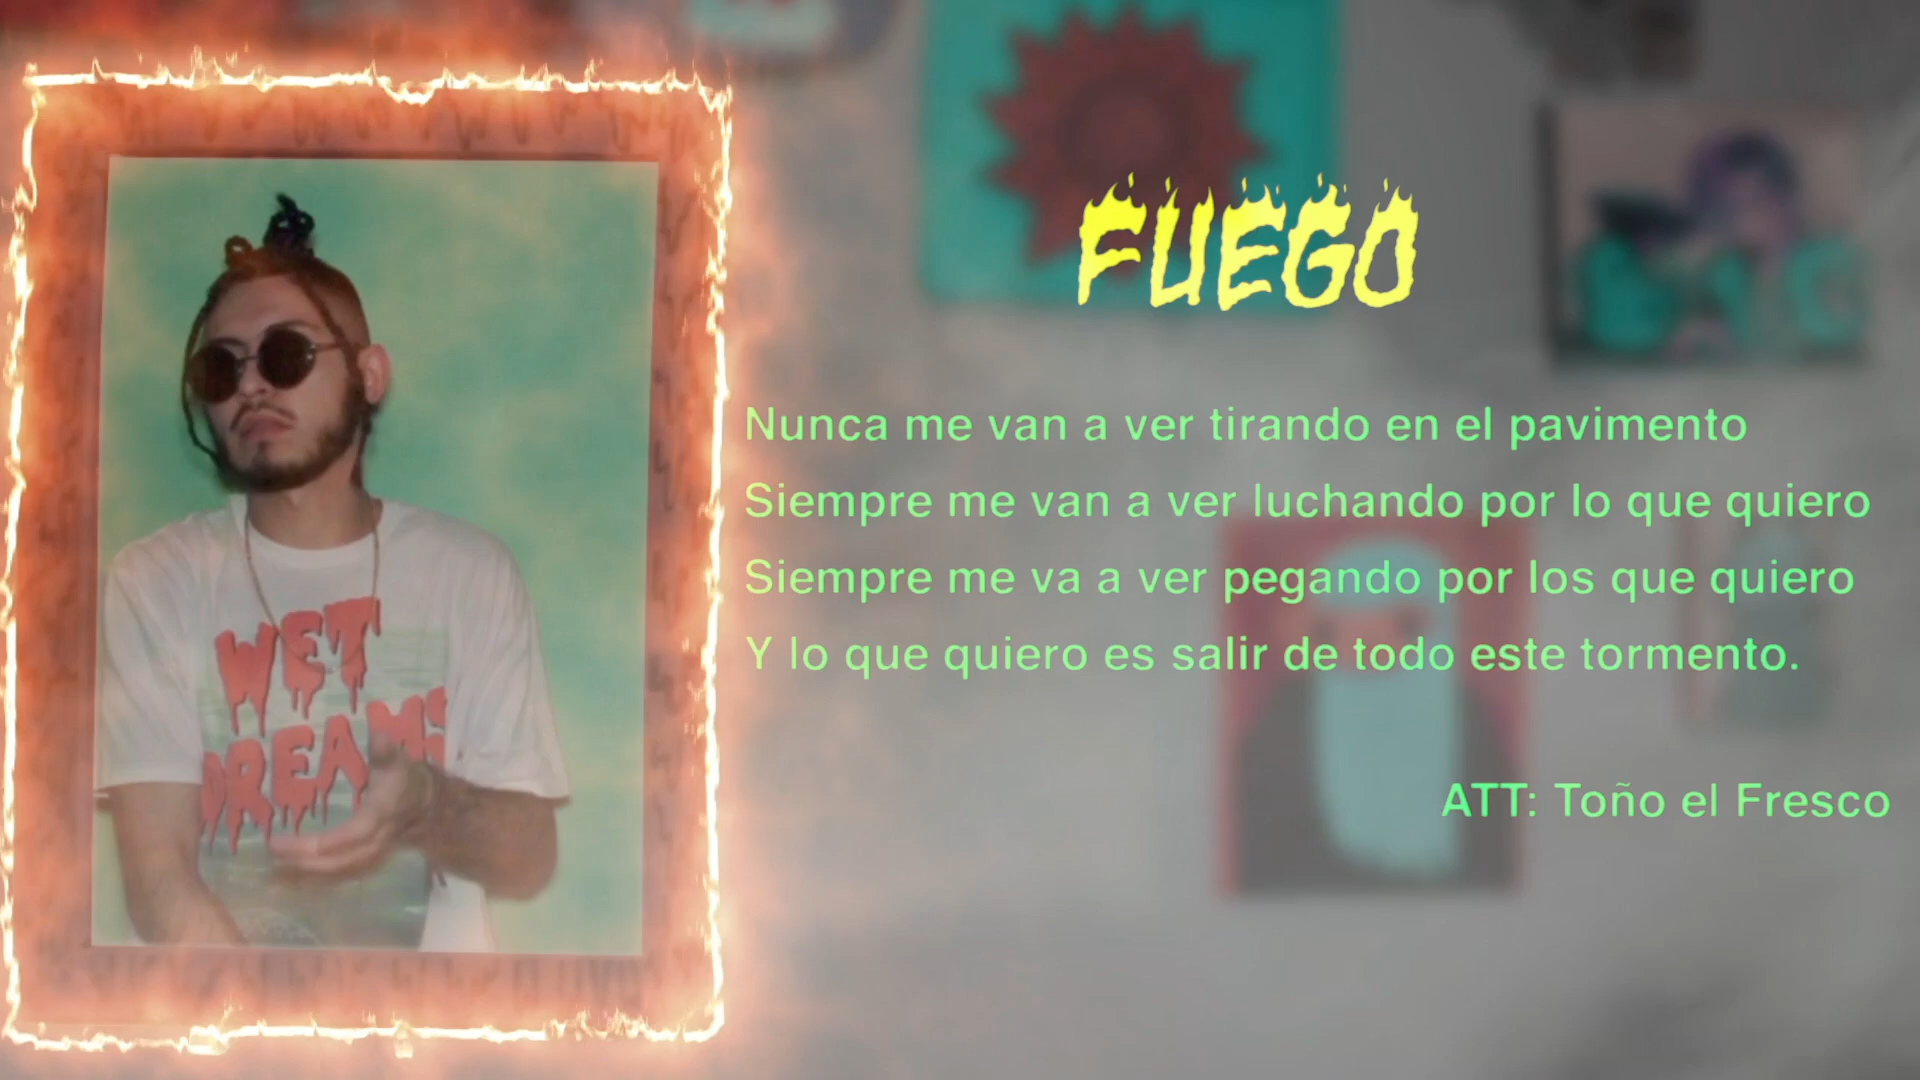 FUEGO
Nunca me van a ver tirando en el pavimento
Siempre me van a ver luchando por lo que quiero
Siempre me va a ver pegando por los que quiero
Y lo que quiero es salir de todo este tormento.
ATT: Toño el Fresco
WET
DREAMS